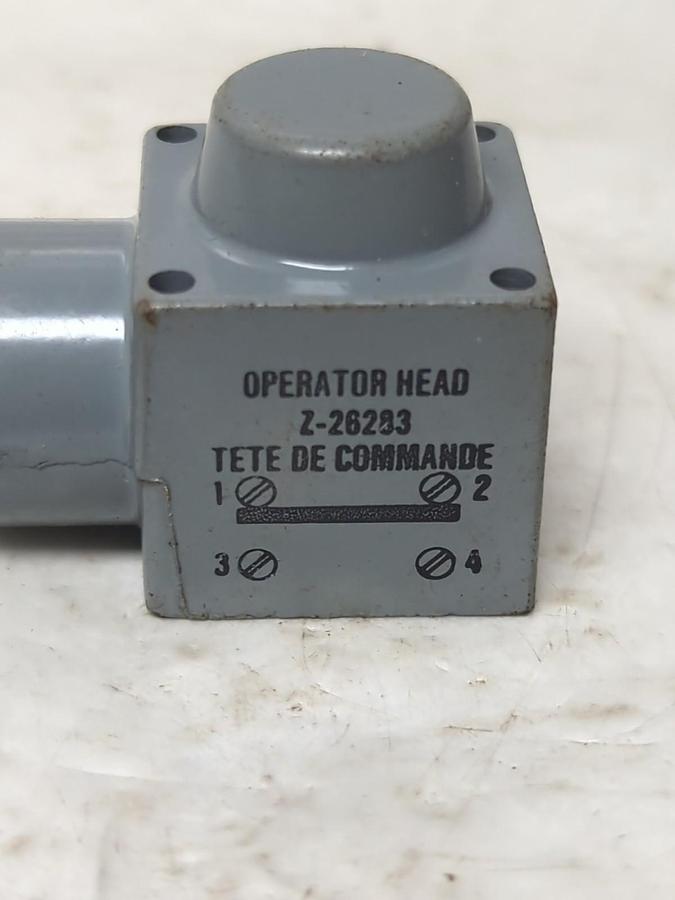 OPERATOR HEAD
Z-26283
TETE DE COMMANDE
1 2
3 4